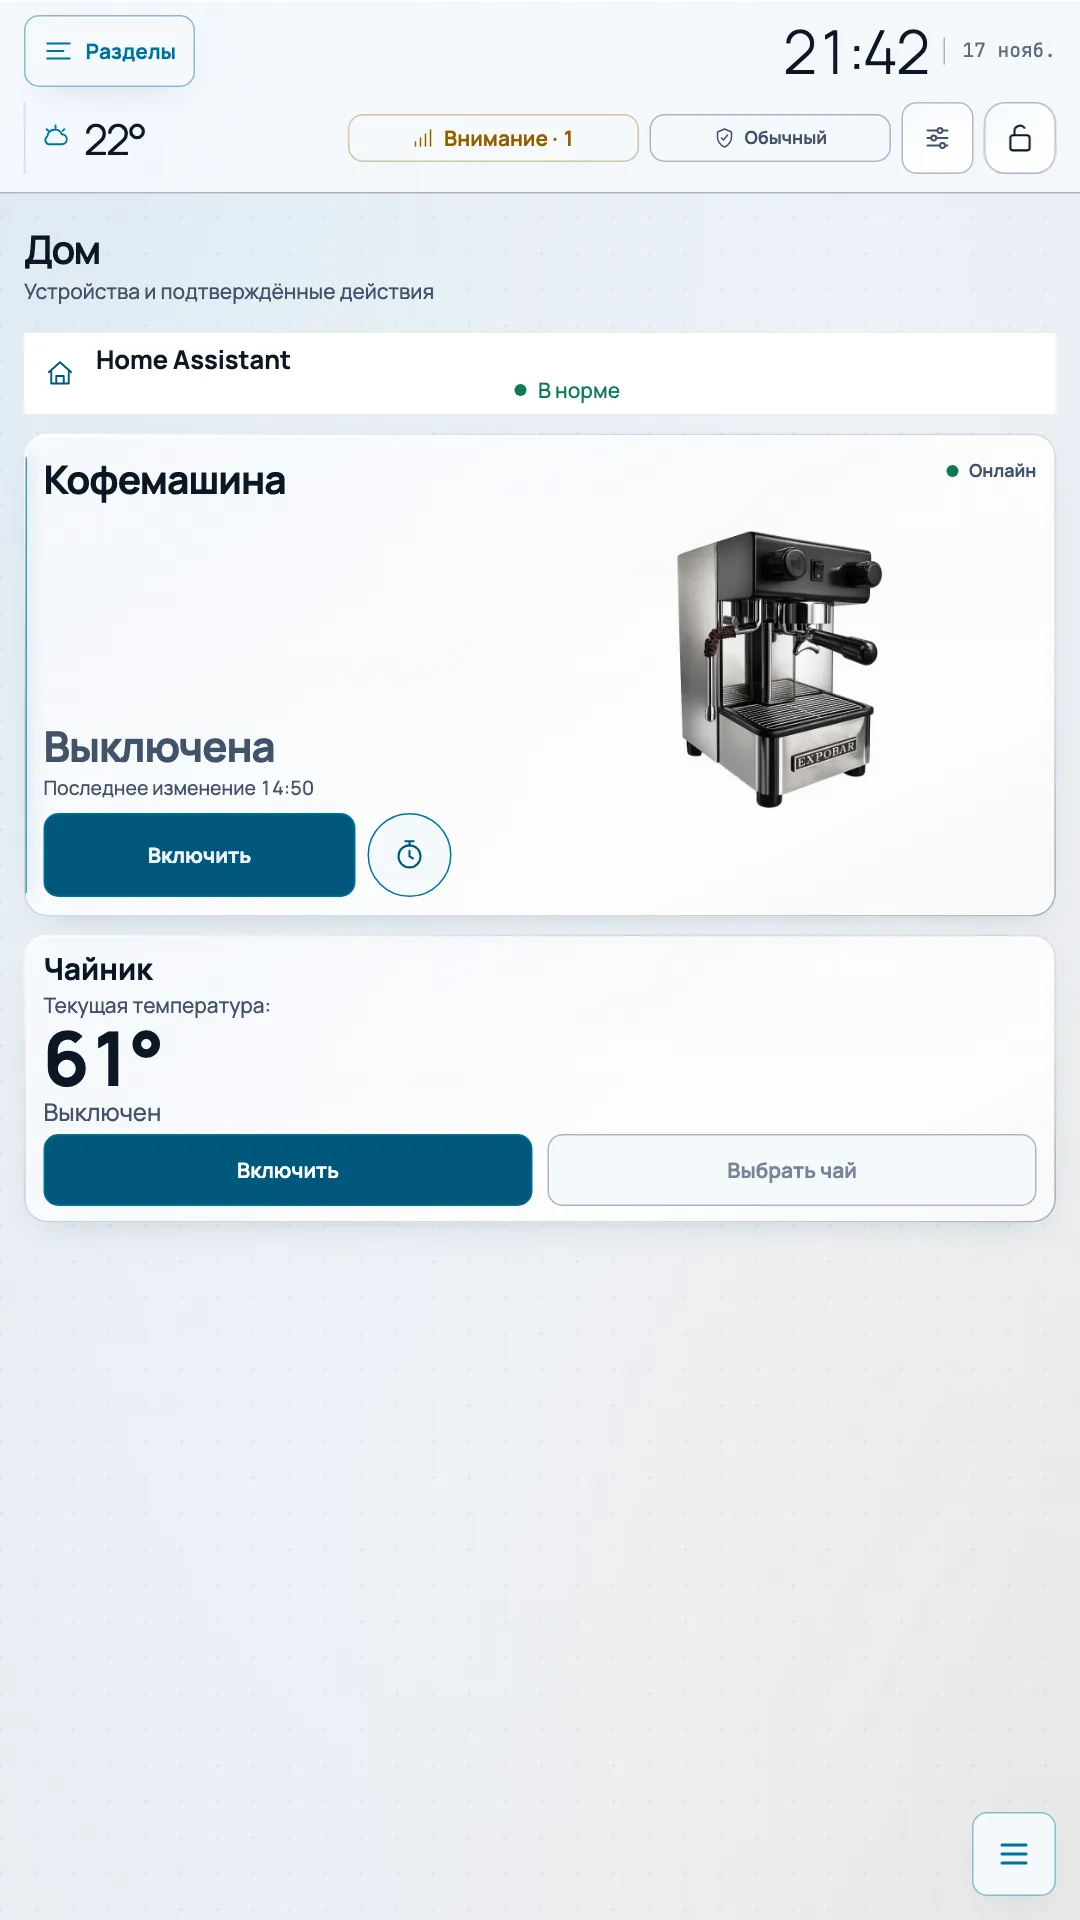 Разделы
21:42
17 нояб.
22°
Внимание · 1
Обычный
Дом
Устройства и подтверждённые действия
Home Assistant
В норме
Кофемашина
Онлайн
EXPOBAR
Выключена
Последнее изменение 14:50
Включить
Чайник
Текущая температура:
61°
Выключен
Включить
Выбрать чай